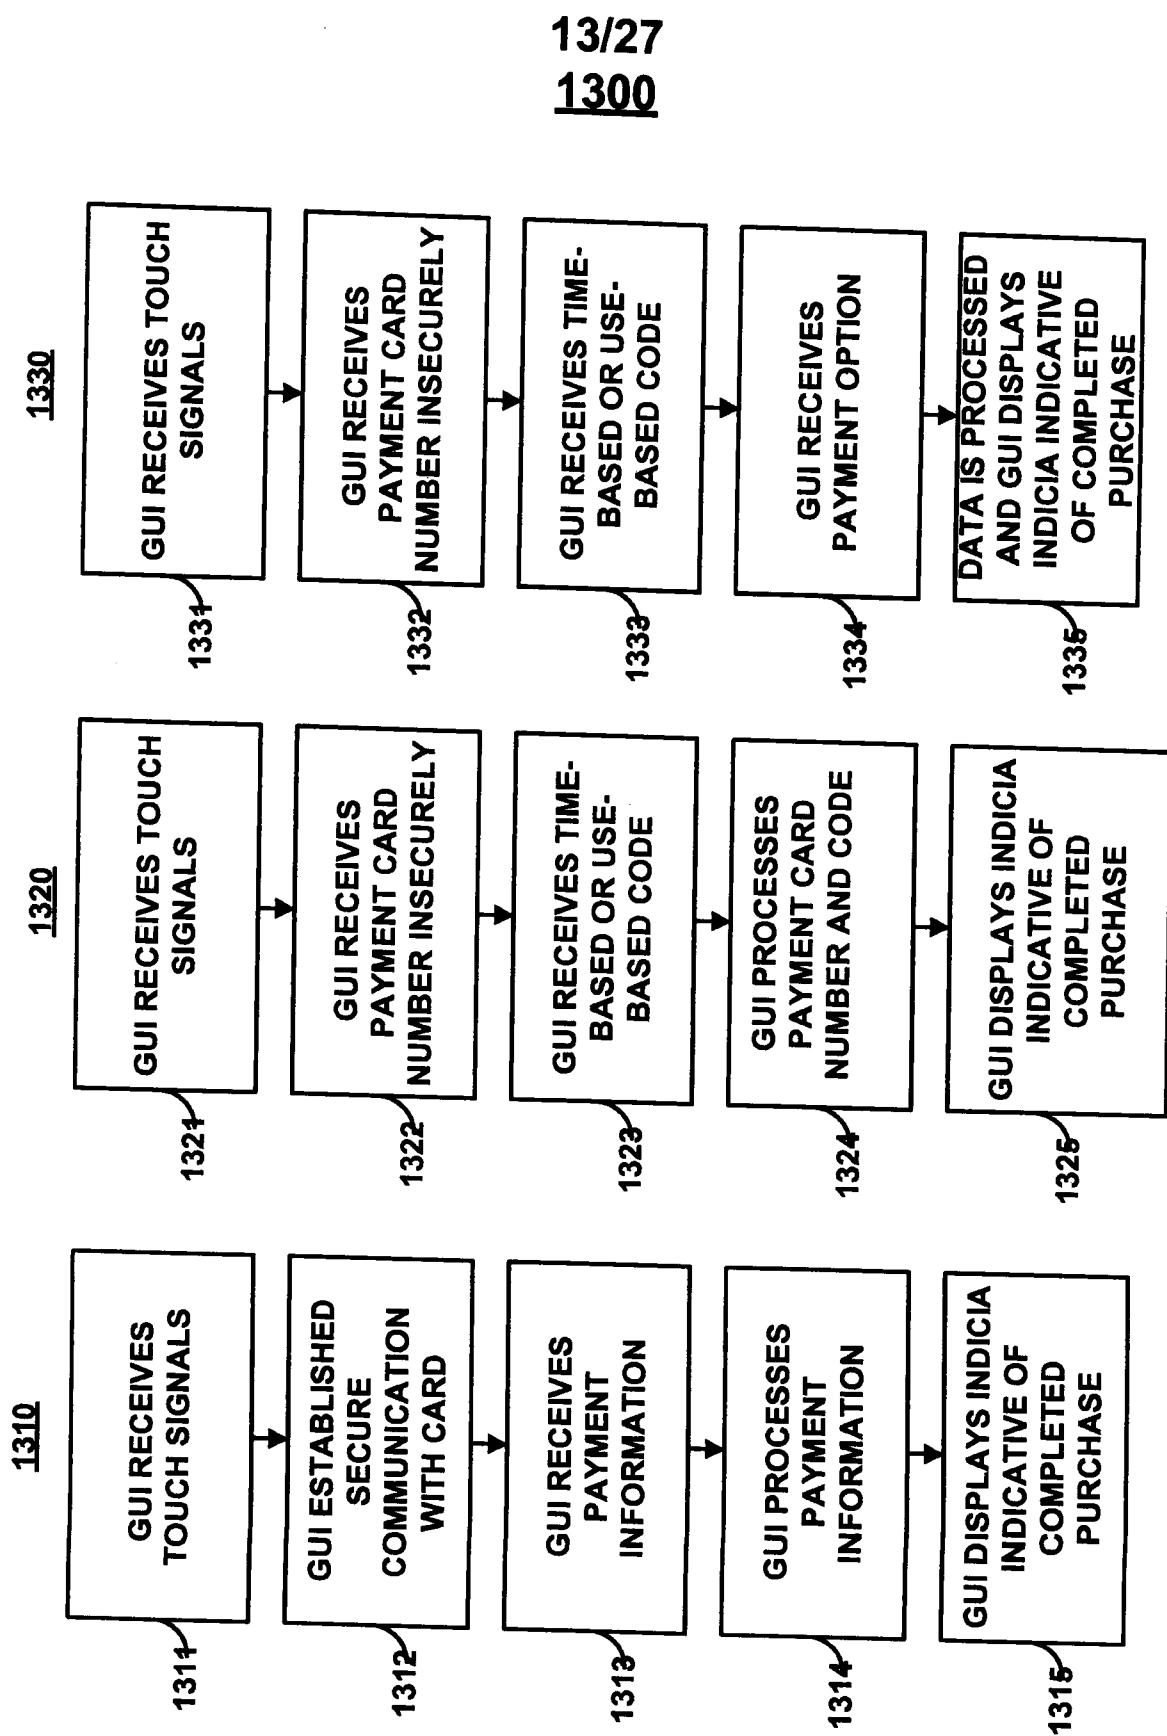 13/27
1300
1310
GUI RECEIVES
TOUCH SIGNALS
1311
GUI ESTABLISHED
SECURE
COMMUNICATION
WITH CARD
1312
GUI RECEIVES
PAYMENT
INFORMATION
1313
GUI PROCESSES
PAYMENT
INFORMATION
1314
GUI DISPLAYS INDICIA
INDICATIVE OF
COMPLETED
PURCHASE
1315
1320
GUI RECEIVES TOUCH
SIGNALS
1321
GUI RECEIVES
PAYMENT CARD
NUMBER INSECURELY
1322
GUI RECEIVES TIME-
BASED OR USE-
BASED CODE
1323
GUI PROCESSES
PAYMENT CARD
NUMBER AND CODE
1324
GUI DISPLAYS INDICIA
INDICATIVE OF
COMPLETED
PURCHASE
1325
1330
GUI RECEIVES TOUCH
SIGNALS
1331
GUI RECEIVES
PAYMENT CARD
NUMBER INSECURELY
1332
GUI RECEIVES TIME-
BASED OR USE-
BASED CODE
1333
GUI RECEIVES
PAYMENT OPTION
1334
DATA IS PROCESSED
AND GUI DISPLAYS
INDICIA INDICATIVE
OF COMPLETED
PURCHASE
1335